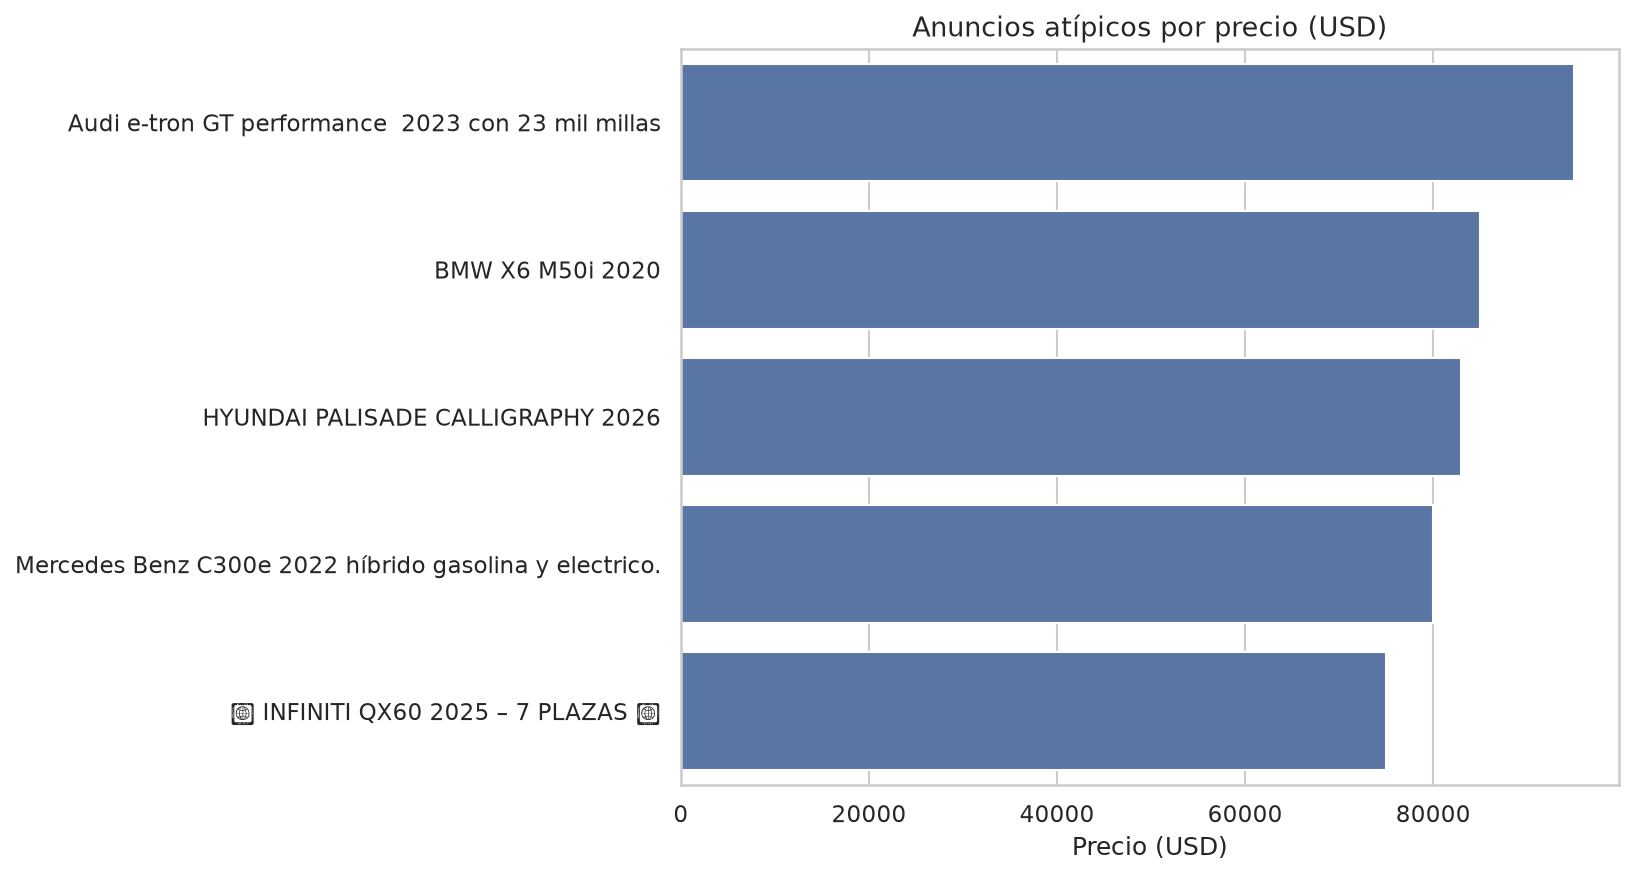 Anuncios atípicos por precio (USD)
Audi e-tron GT performance  2023 con 23 mil millas
BMW X6 M50i 2020
HYUNDAI PALISADE CALLIGRAPHY 2026
Mercedes Benz C300e 2022 híbrido gasolina y electrico.
INFINITI QX60 2025 – 7 PLAZAS
0 20000 40000 60000 80000
Precio (USD)